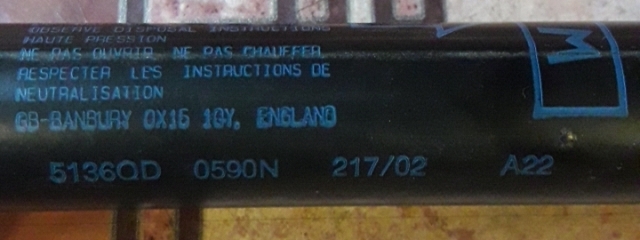 OBSERVE DISPOSAL INSTRUCTIONS
HAUTE PRESSION
NE PAS OUVRIR NE PAS CHAUFFER
RESPECTER LES INSTRUCTIONS DE
NEUTRALISATION
GB-BANBURY OX16 1GY, ENGLAND
5136QD 0590N 217/02 A22